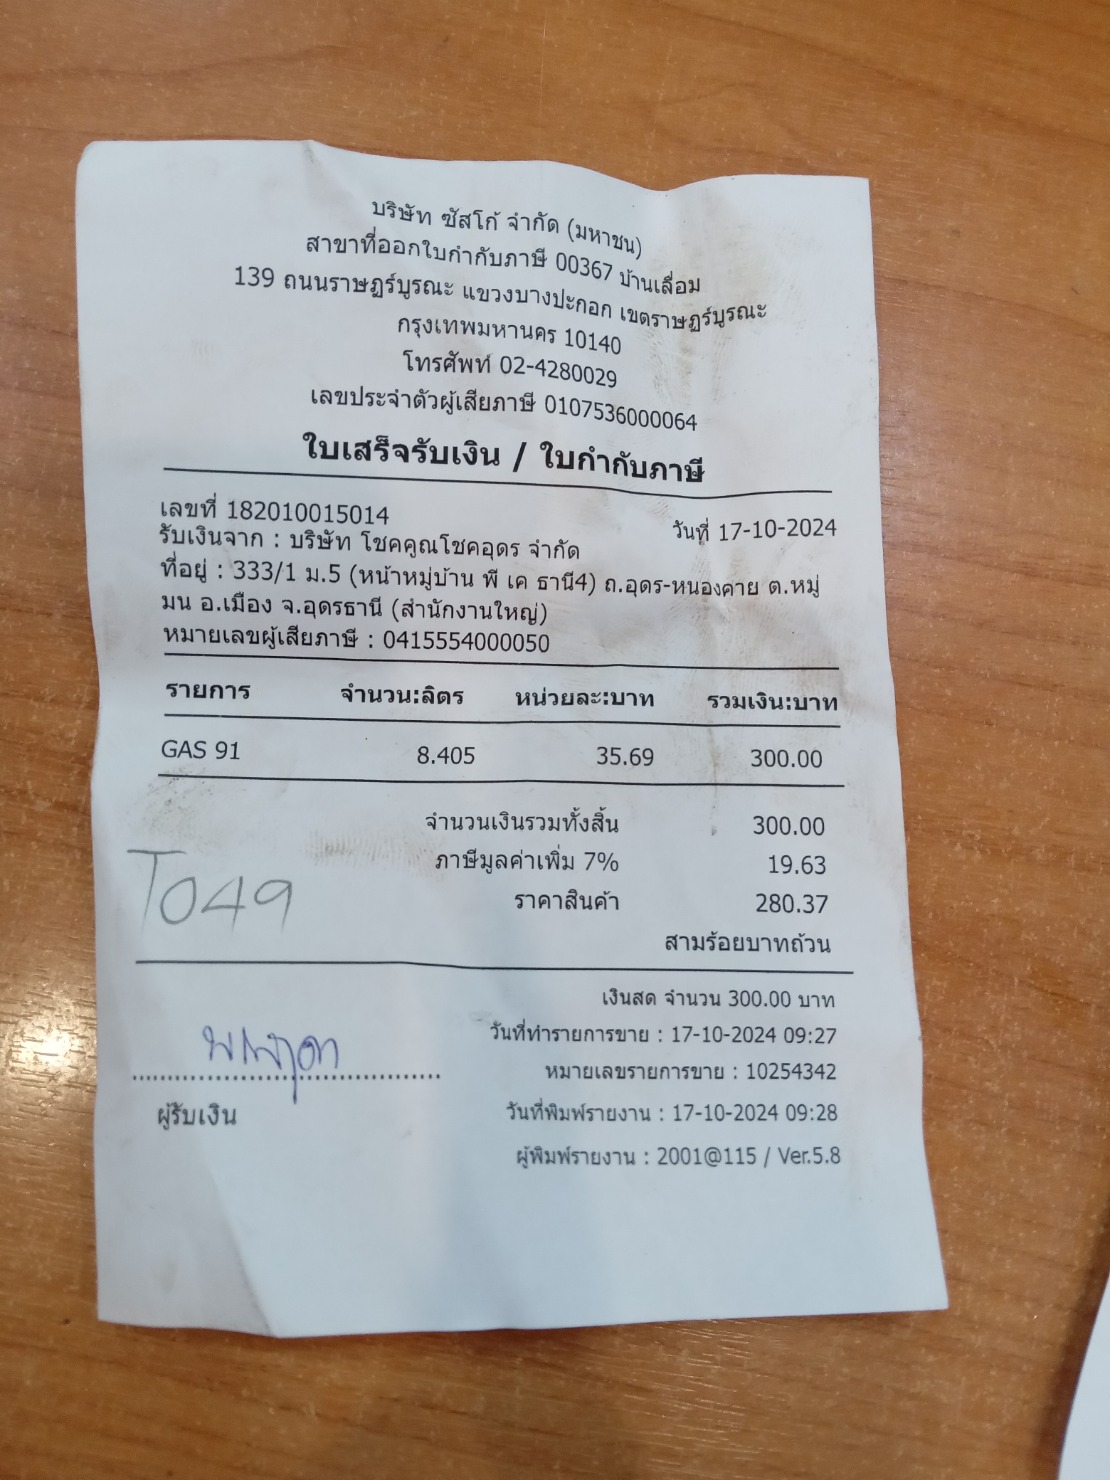 บริษัท ซัสโก้ จำกัด (มหาชน)
สาขาที่ออกใบกำกับภาษี 00367 บ้านเลื่อม
139 ถนนราษฎร์บูรณะ แขวงบางปะกอก เขตราษฎร์บูรณะ
กรุงเทพมหานคร 10140
โทรศัพท์ 02-4280029
เลขประจำตัวผู้เสียภาษี 0107536000064
ใบเสร็จรับเงิน / ใบกำกับภาษี
เลขที่ 182010015014 วันที่ 17-10-2024
รับเงินจาก : บริษัท โชคคูณโชคอุดร จำกัด
ที่อยู่ : 333/1 ม.5 (หน้าหมู่บ้าน พี เค ธานี4) ถ.อุดร-หนองคาย ต.หมู่
มน อ.เมือง จ.อุดรธานี (สำนักงานใหญ่)
หมายเลขผู้เสียภาษี : 0415554000050
รายการ จำนวน:ลิตร หน่วยละ:บาท รวมเงิน:บาท
GAS 91 8.405 35.69 300.00
จำนวนเงินรวมทั้งสิ้น 300.00
ภาษีมูลค่าเพิ่ม 7% 19.63
T049
ราคาสินค้า 280.37
สามร้อยบาทถ้วน
เงินสด จำนวน 300.00 บาท
วันที่ทำรายการขาย : 17-10-2024 09:27
หมายเลขรายการขาย : 10254342
ผู้รับเงิน
วันที่พิมพ์รายงาน : 17-10-2024 09:28
ผู้พิมพ์รายงาน : 2001@115 / Ver.5.8